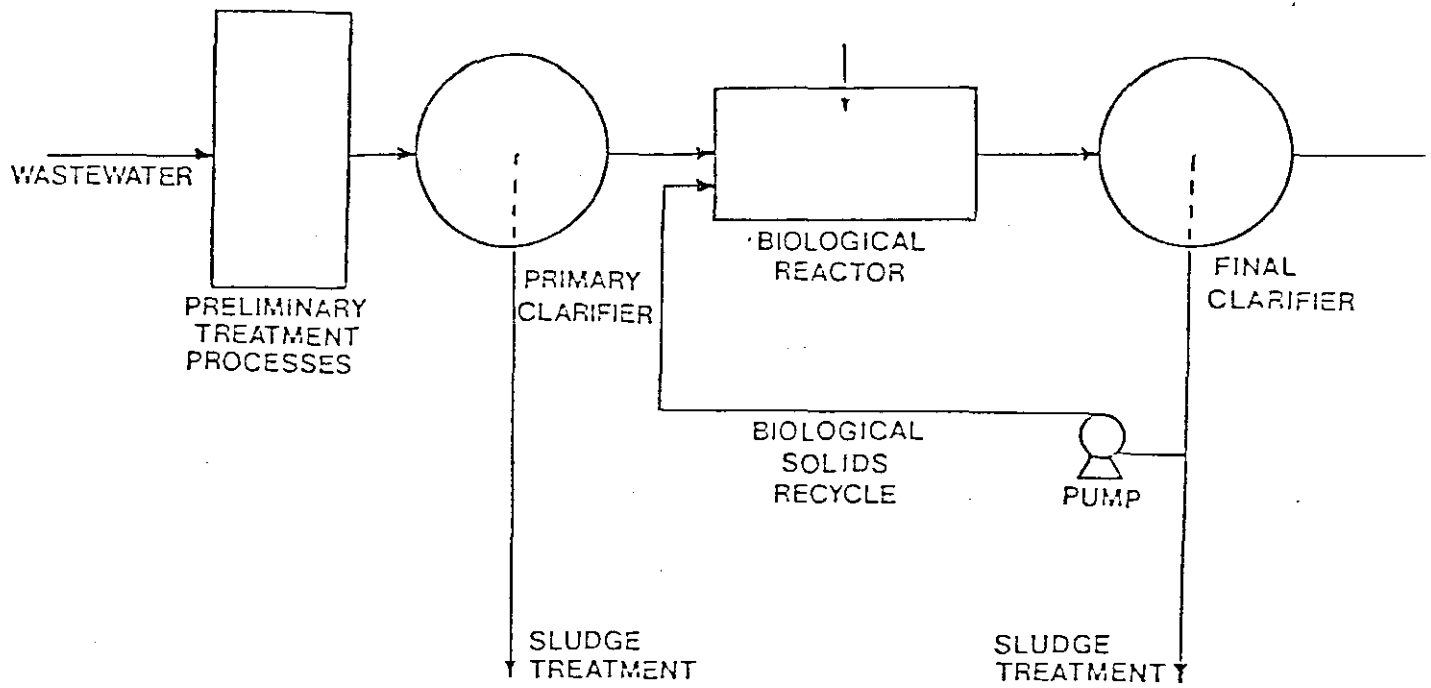 WASTEWATER
PRELIMINARY
TREATMENT
PROCESSES
PRIMARY
CLARIFIER
BIOLOGICAL
REACTOR
FINAL
CLARIFIER
BIOLOGICAL
SOLIDS
RECYCLE
PUMP
SLUDGE
TREATMENT
SLUDGE
TREATMENT